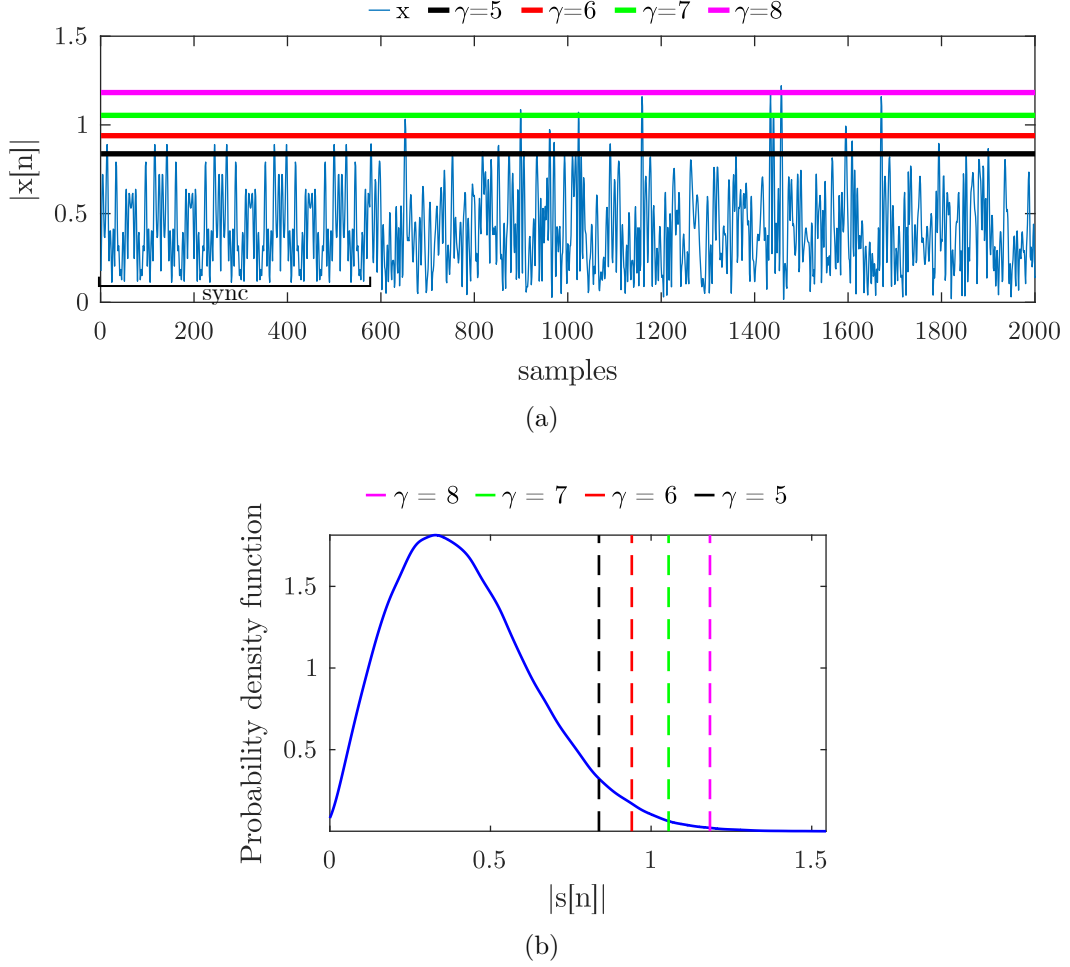 x γ=5 γ=6 γ=7 γ=8
1.5
1
0.5
0
|x[n]|
sync
0 200 400 600 800 1000 1200 1400 1600 1800 2000
samples
(a)
γ = 8 γ = 7 γ = 6 γ = 5
Probability density function
1.5
1
0.5
0 0.5 1 1.5
|s[n]|
(b)